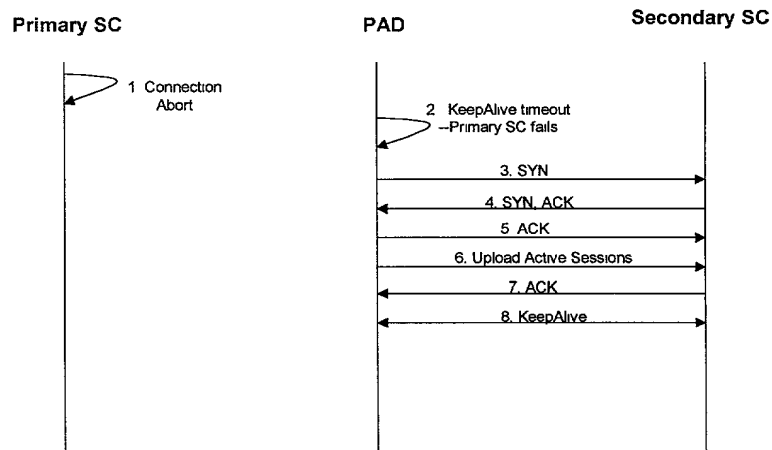 Primary SC
PAD
Secondary SC
1 Connection
Abort
2 KeepAlive timeout
--Primary SC fails
3. SYN
4. SYN, ACK
5 ACK
6. Upload Active Sessions
7. ACK
8. KeepAlive